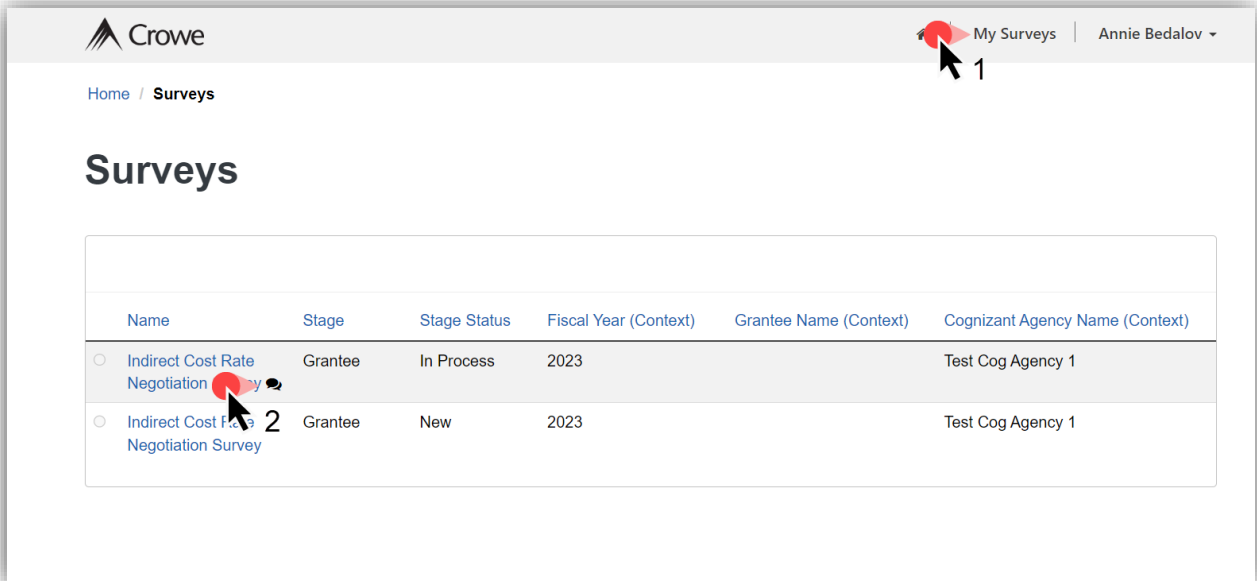 Crowe
My Surveys
Annie Bedalov
1
Home / Surveys
Surveys
Name Stage Stage Status Fiscal Year (Context) Grantee Name (Context) Cognizant Agency Name (Context)
Indirect Cost Rate Grantee In Process 2023 Test Cog Agency 1
Negotiation
2
Indirect Cost Grantee New 2023 Test Cog Agency 1
Negotiation Survey